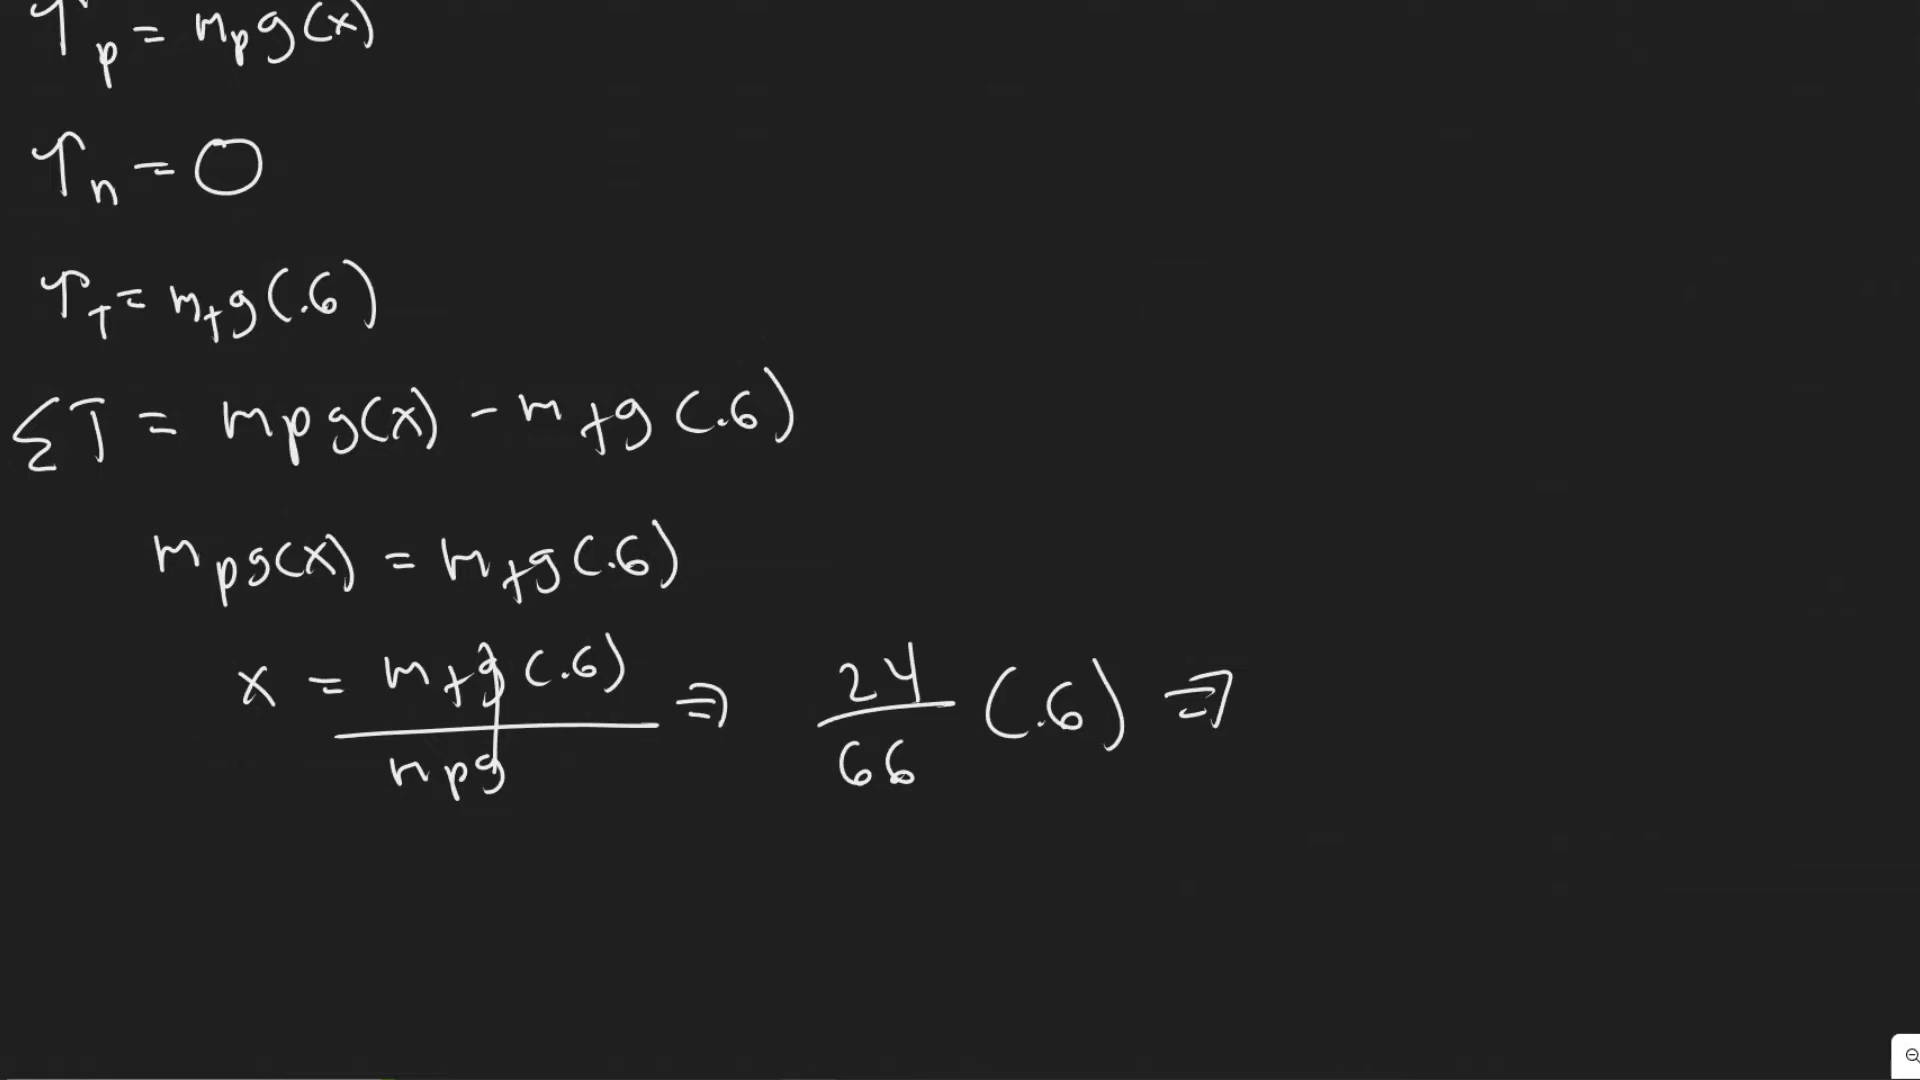 τp = mpg(x)
τn = 0
τT = mtg(.6)
ΣT = mpg(x) - mtg(.6)
mpg(x) = mtg(.6)
x = mtg(.6) / mpg ⇒ 24/66 (.6) ⇒